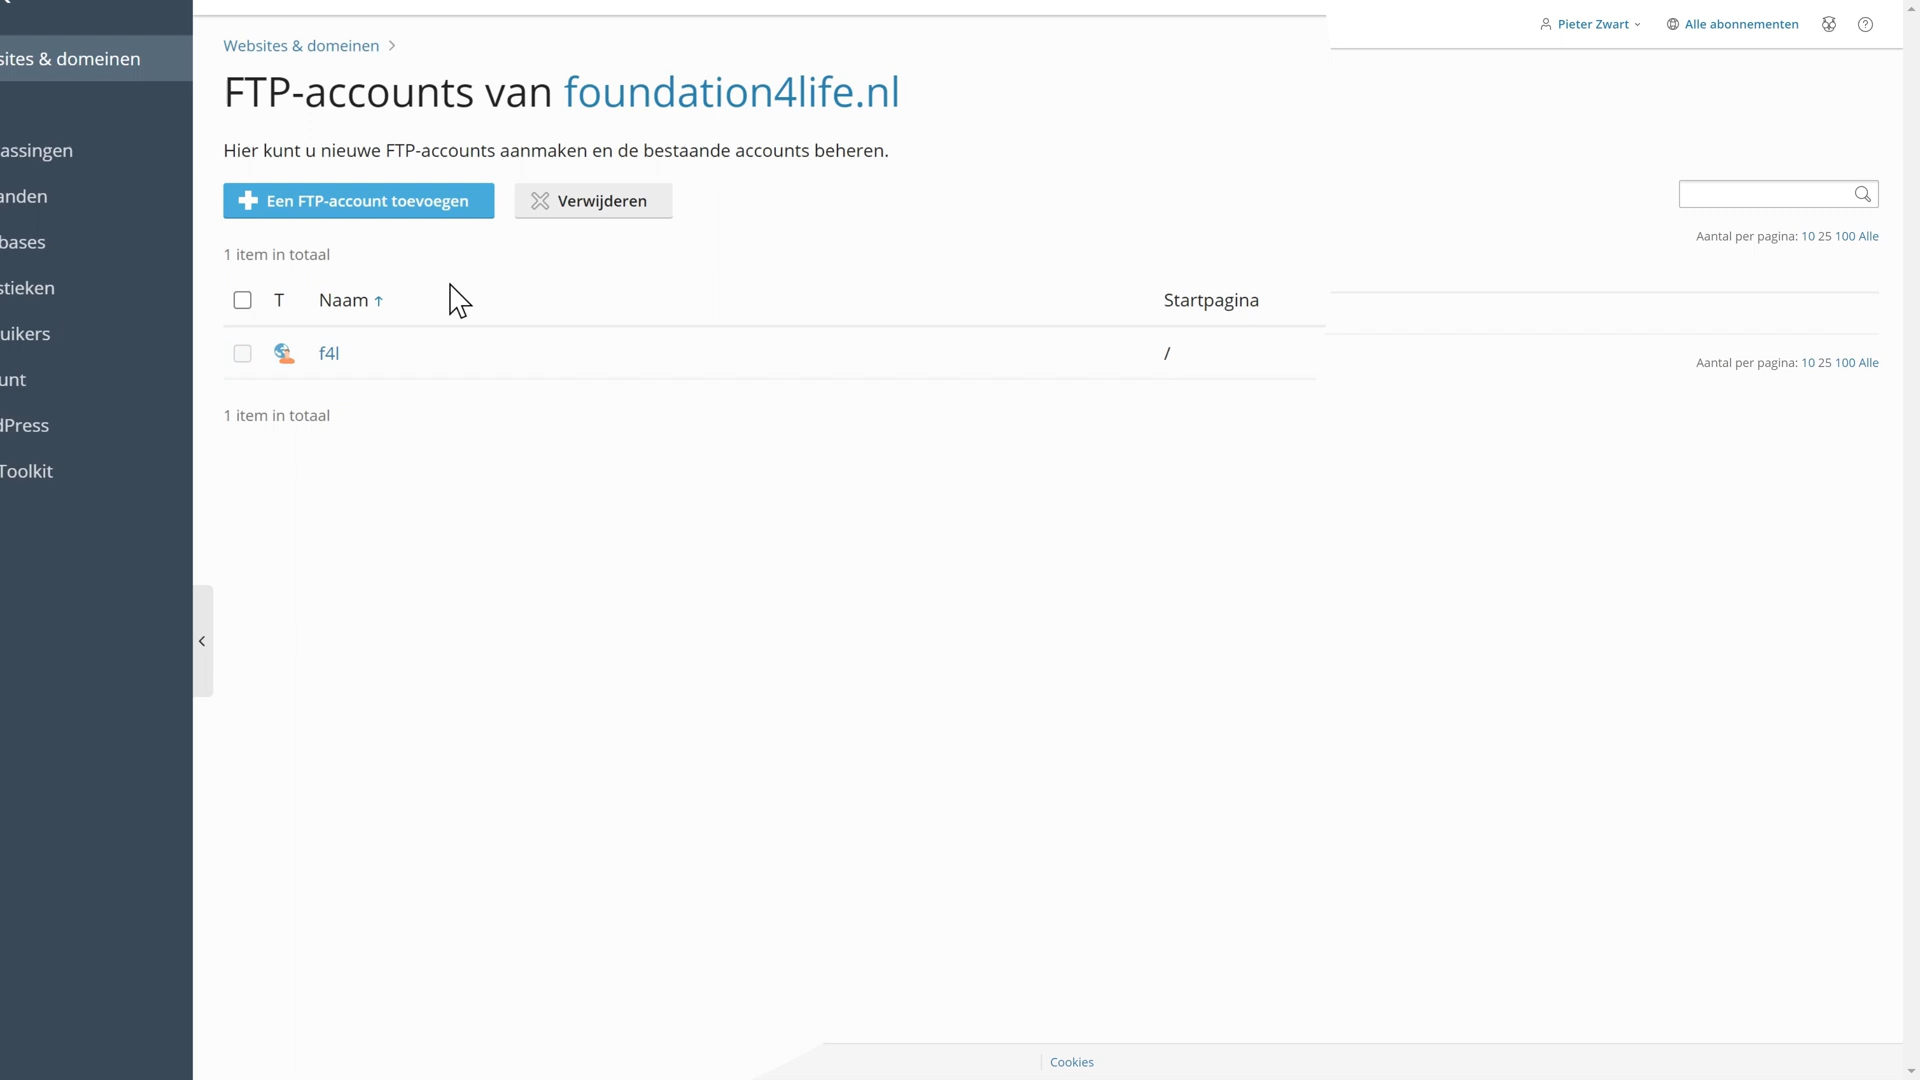 Pieter Zwart
Alle abonnementen
sites & domeinen
assingen
anden
bases
stieken
uikers
unt
dPress
Toolkit
Websites & domeinen
FTP-accounts van foundation4life.nl
Hier kunt u nieuwe FTP-accounts aanmaken en de bestaande accounts beheren.
Een FTP-account toevoegen
Verwijderen
1 item in totaal
Aantal per pagina: 10 25 100 Alle
T Naam ↑ Startpagina
f4l /
Aantal per pagina: 10 25 100 Alle
1 item in totaal
Cookies